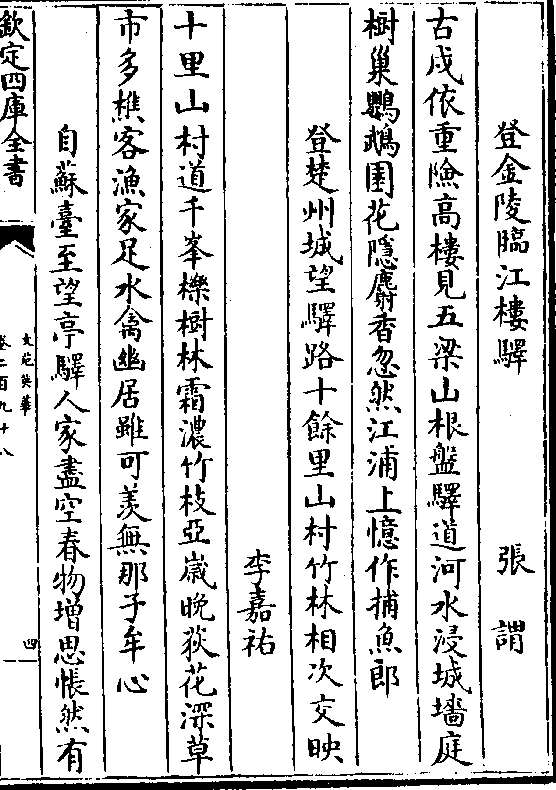 登金陵臨江樓驛　張謂
古戍依重險高樓見五梁山根盤驛道河水浸城墻庭
樹巢鸚鵡園花隱麝香忽然江浦上憶作捕魚郎
登楚州城望驛路十餘里山村竹林相次交映
李嘉祐
十里山村道千峯櫟樹林霜濃竹枝亞歲晚荻花深草
市多樵客漁家足水禽幽居雖可羨無那子牟心
自蘇臺至望亭驛人家盡空春物增思悵然有
欽定四庫全書
文苑英華
卷二百九十八
四